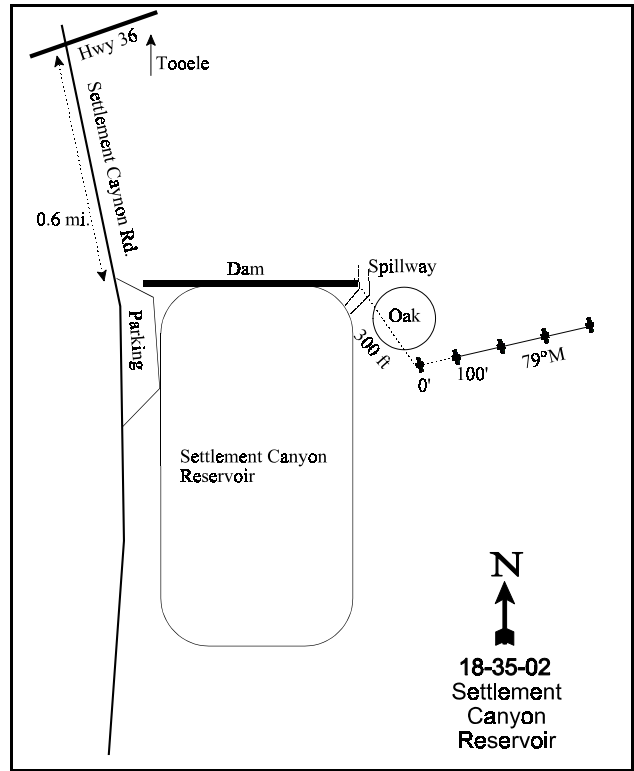 Hwy 36
Tooele
Settlement Caynon Rd.
0.6 mi.
Dam
Spillway
Oak
Parking
300 ft
0'
100'
79°M
Settlement Canyon
Reservoir
N
18-35-02
Settlement
Canyon
Reservoir